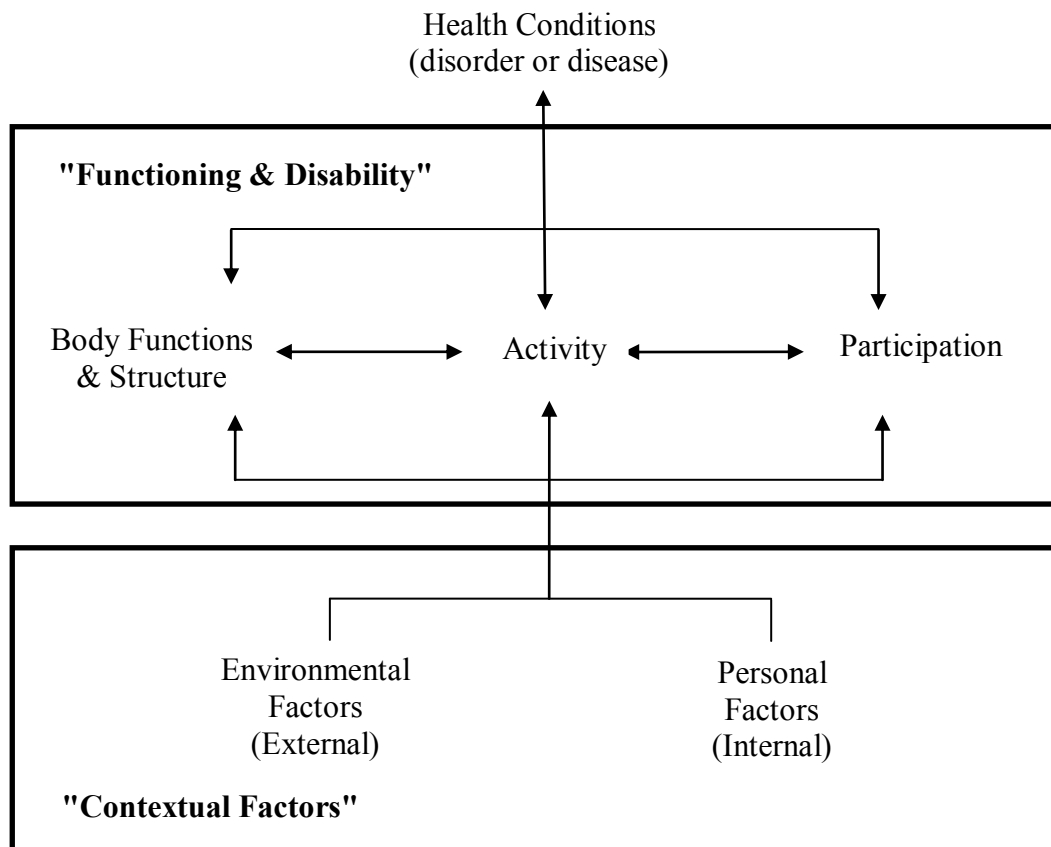 Health Conditions
(disorder or disease)
"Functioning & Disability"
Body Functions
& Structure
Activity
Participation
Environmental
Factors
(External)
Personal
Factors
(Internal)
"Contextual Factors"